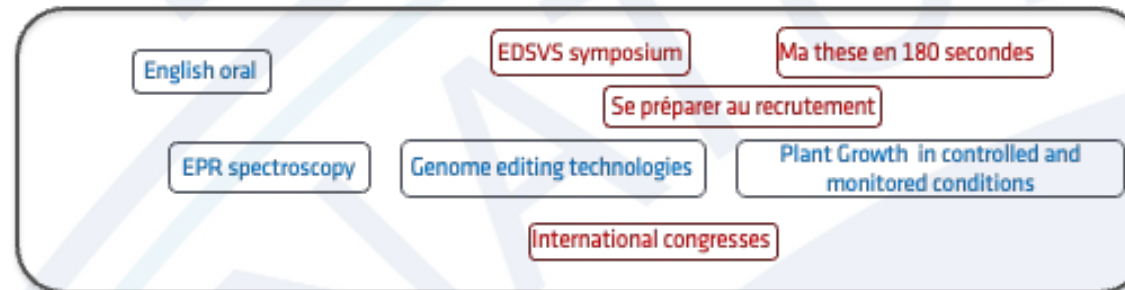 English oral
EDSVS symposium
Ma these en 180 secondes
Se préparer au recrutement
EPR spectroscopy
Genome editing technologies
Plant Growth in controlled and
monitored conditions
International congresses